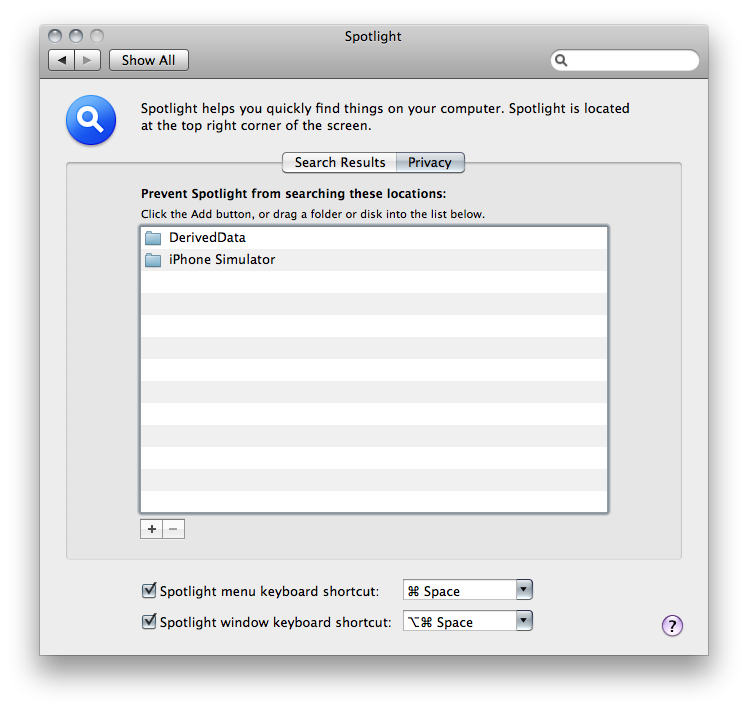 Spotlight
Show All
Spotlight helps you quickly find things on your computer. Spotlight is located
at the top right corner of the screen.
Search Results Privacy
Prevent Spotlight from searching these locations:
Click the Add button, or drag a folder or disk into the list below.
DerivedData
iPhone Simulator
+ −
Spotlight menu keyboard shortcut: ⌘ Space
Spotlight window keyboard shortcut: ⌥⌘ Space
?